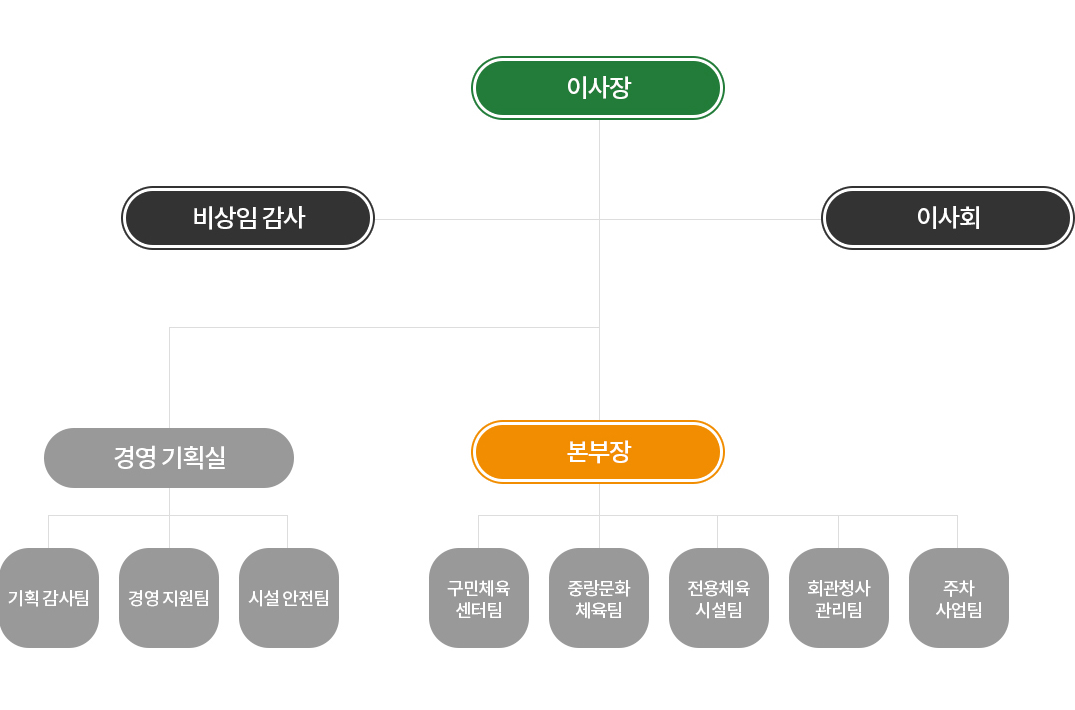 이사장
비상임 감사
이사회
경영 기획실
본부장
기획 감사팀
경영 지원팀
시설 안전팀
구민체육
센터팀
중랑문화
체육팀
전용체육
시설팀
회관청사
관리팀
주차
사업팀